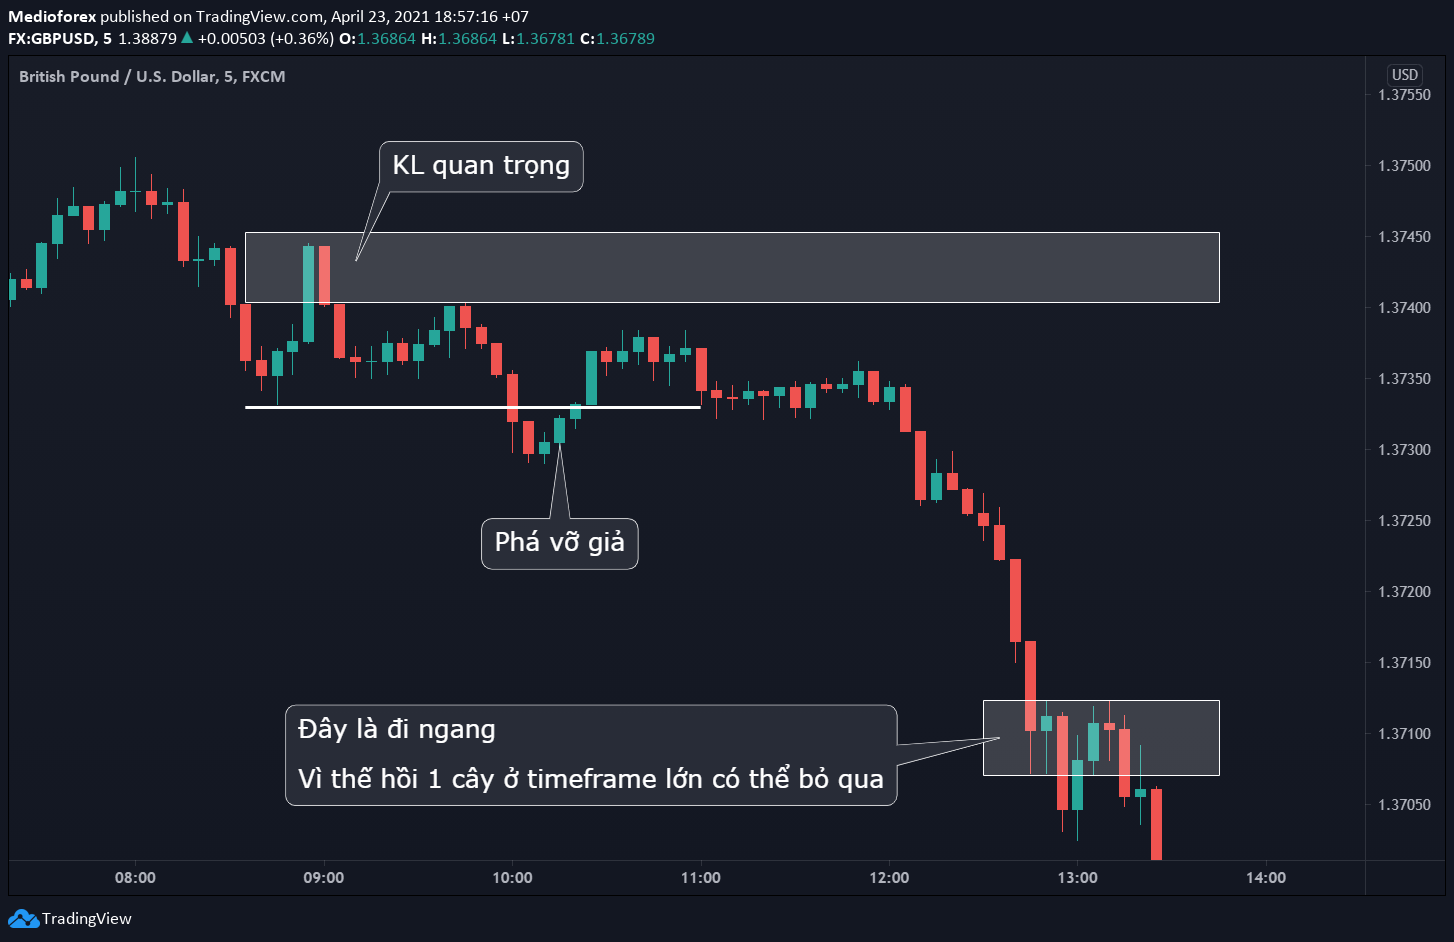 Medioforex published on TradingView.com, April 23, 2021 18:57:16 +07
FX:GBPUSD, 5 1.38879 ▲ +0.00503 (+0.36%) O:1.36864 H:1.36864 L:1.36781 C:1.36789
British Pound / U.S. Dollar, 5, FXCM
USD
1.37550
KL quan trọng
1.37500
1.37450
1.37400
1.37350
1.37300
Phá vỡ giả
1.37250
1.37200
1.37150
Đây là đi ngang
Vì thế hồi 1 cây ở timeframe lớn có thể bỏ qua
1.37100
1.37050
08:00 09:00 10:00 11:00 12:00 13:00 14:00
TradingView